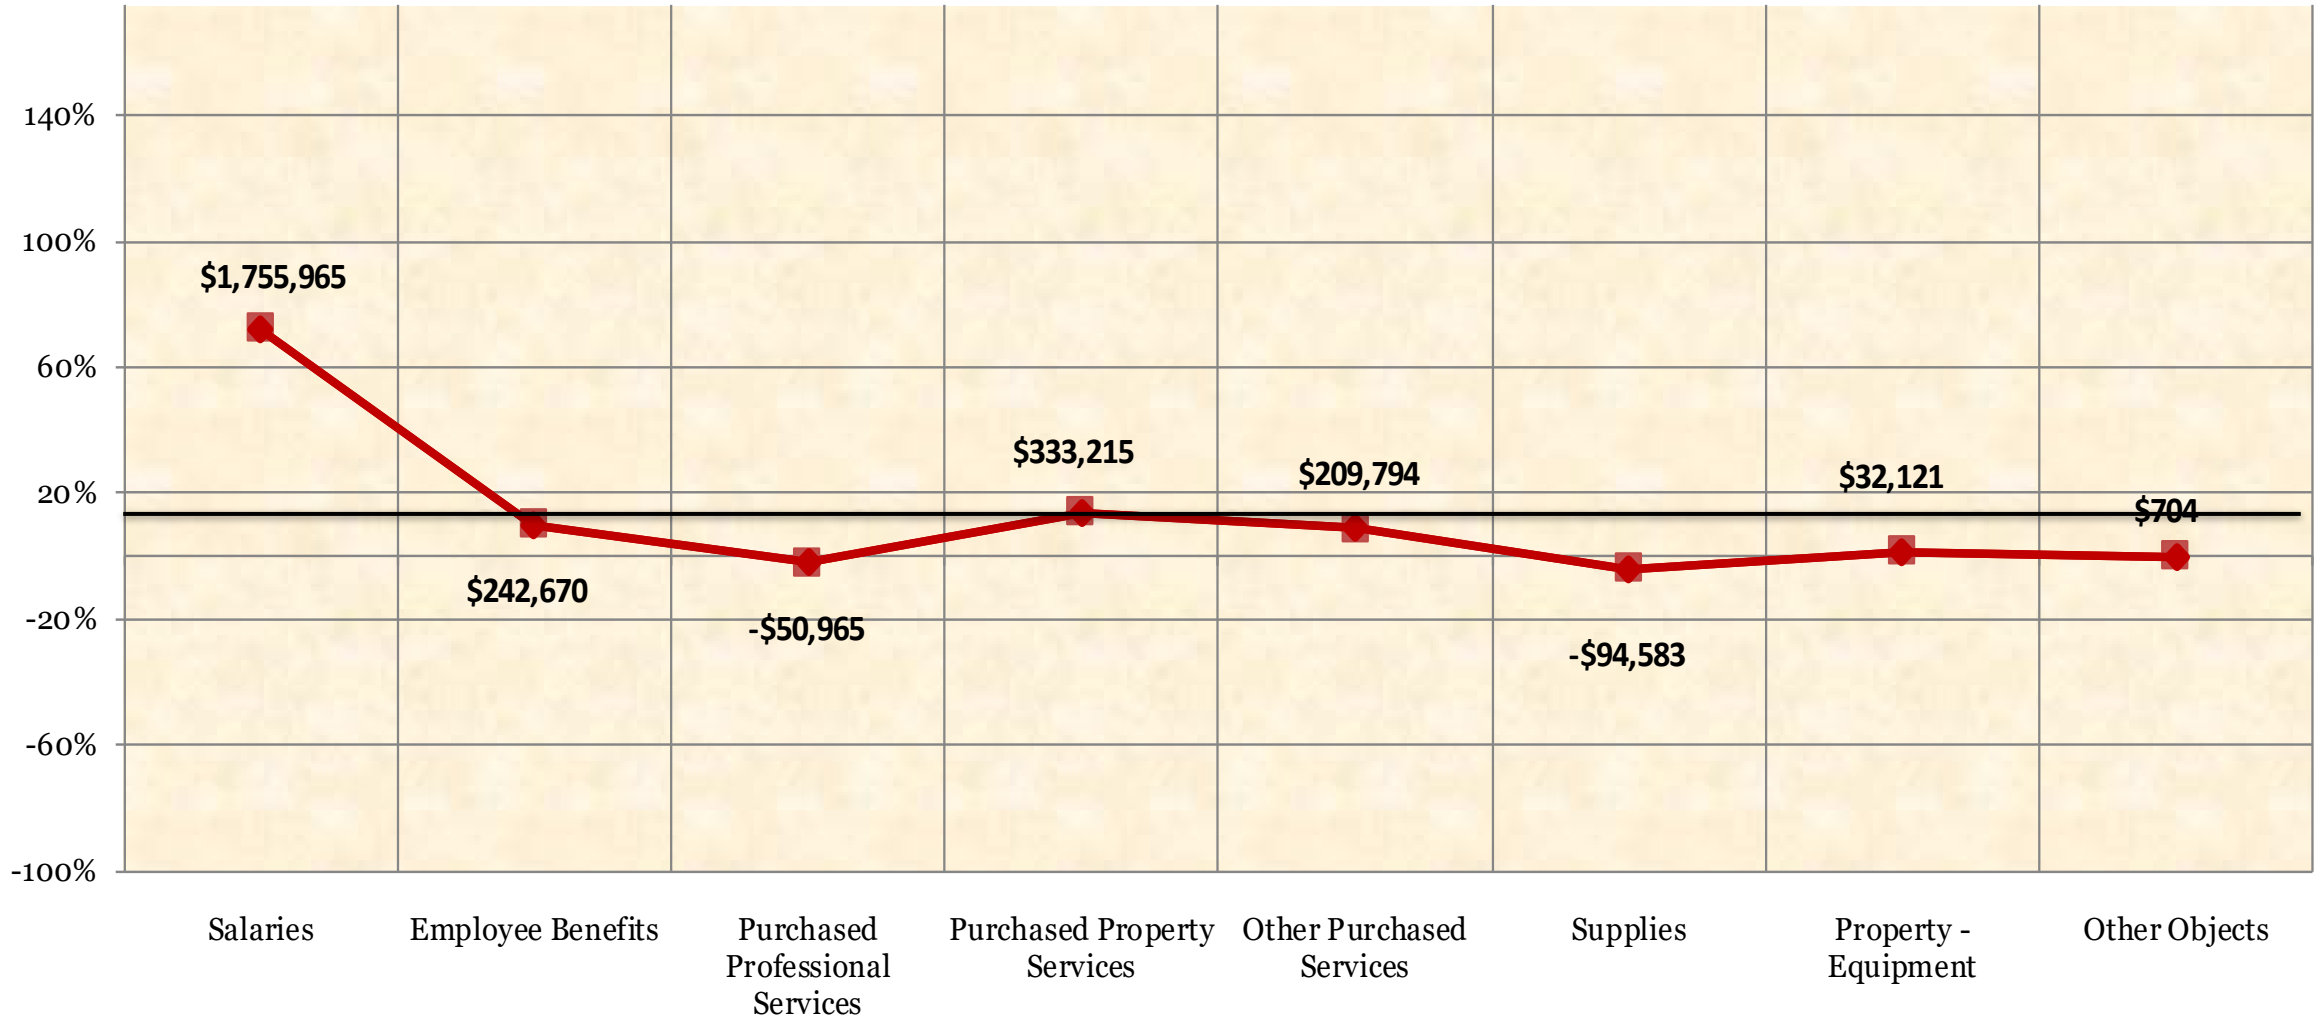 140%
100%
60%
20%
-20%
-60%
-100%
$1,755,965
$242,670
-$50,965
$333,215
$209,794
-$94,583
$32,121
$704
Salaries
Employee Benefits
Purchased
Professional
Services
Purchased Property
Services
Other Purchased
Services
Supplies
Property -
Equipment
Other Objects